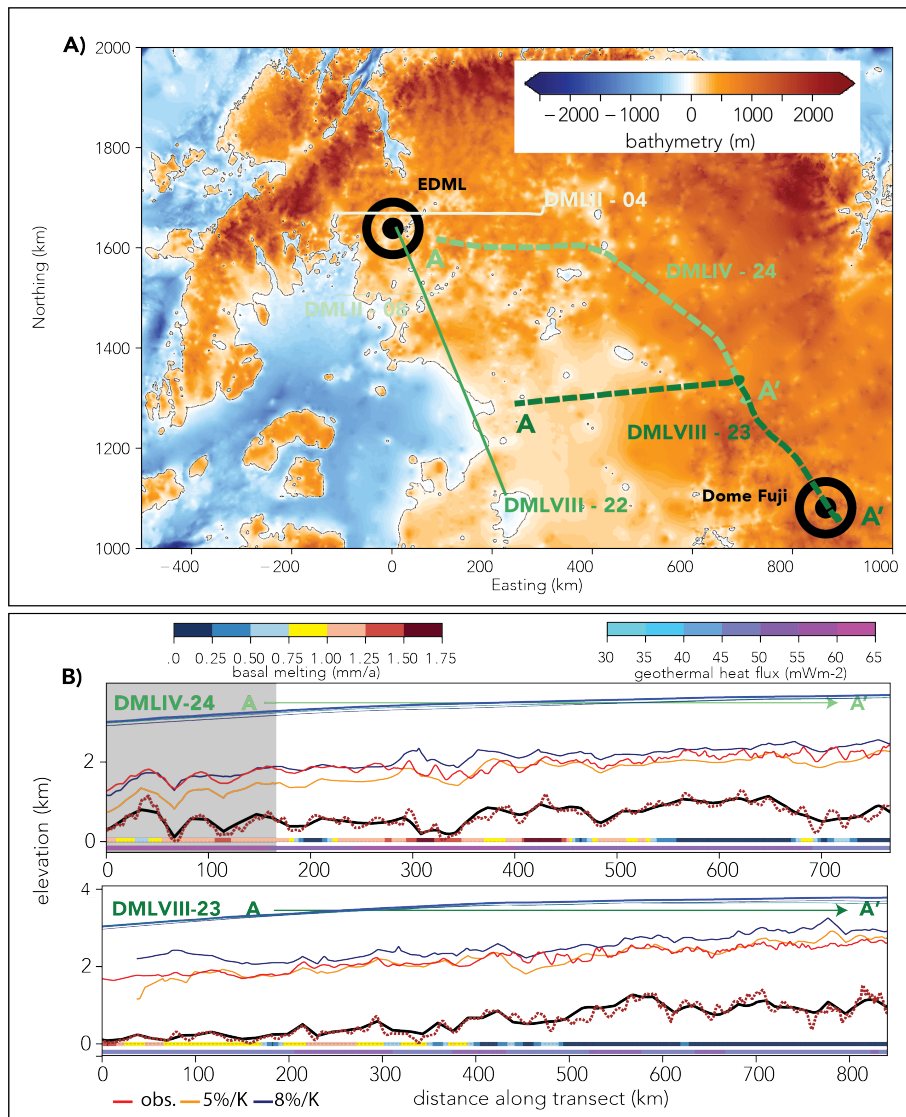 A)
2000
1800
1600
1400
1200
1000
Northing (km)
−2000 −1000 0 1000 2000
bathymetry (m)
EDML
DMLII - 04
A
DMLIV - 24
DMLII - 08
A'
A
DMLVIII - 23
DMLVIII - 22
Dome Fuji
A'
−400 −200 0 200 400 600 800 1000
Easting (km)
.0 0.25 0.50 0.75 1.00 1.25 1.50 1.75
basal melting (mm/a)
30 35 40 45 50 55 60 65
geothermal heat flux (mWm-2)
B)
DMLIV-24 A A'
2
0
0 100 200 300 400 500 600 700
elevation (km)
4
DMLVIII-23 A A'
2
0
0 100 200 300 400 500 600 700 800
obs. 5%/K 8%/K
distance along transect (km)